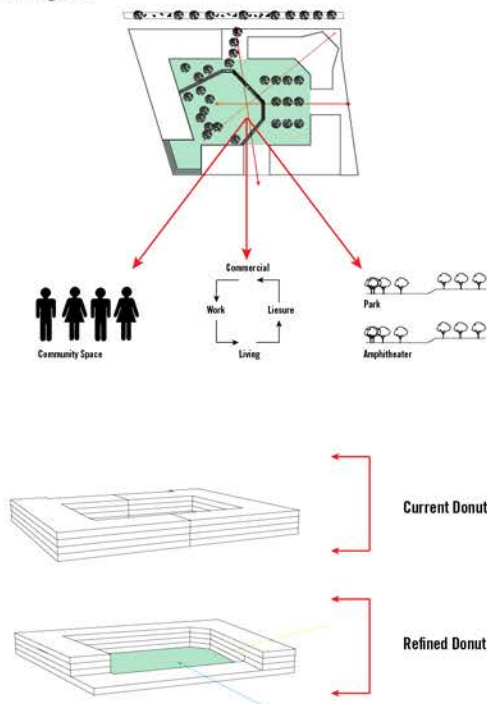 Commercial
Work
Liesure
Living
Community Space
Park
Amphitheater
Current Donut
Refined Donut